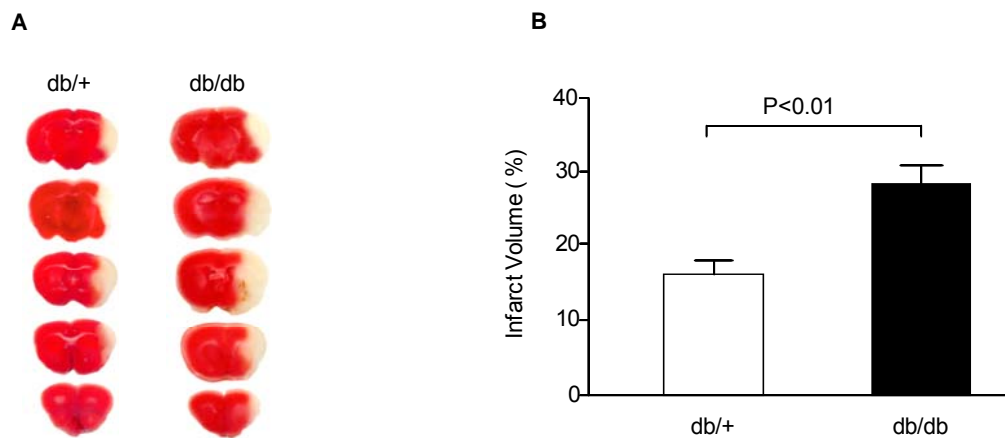 A
db/+
db/db
B
P<0.01
Infarct Volume ( %)
40
30
20
10
0
db/+
db/db